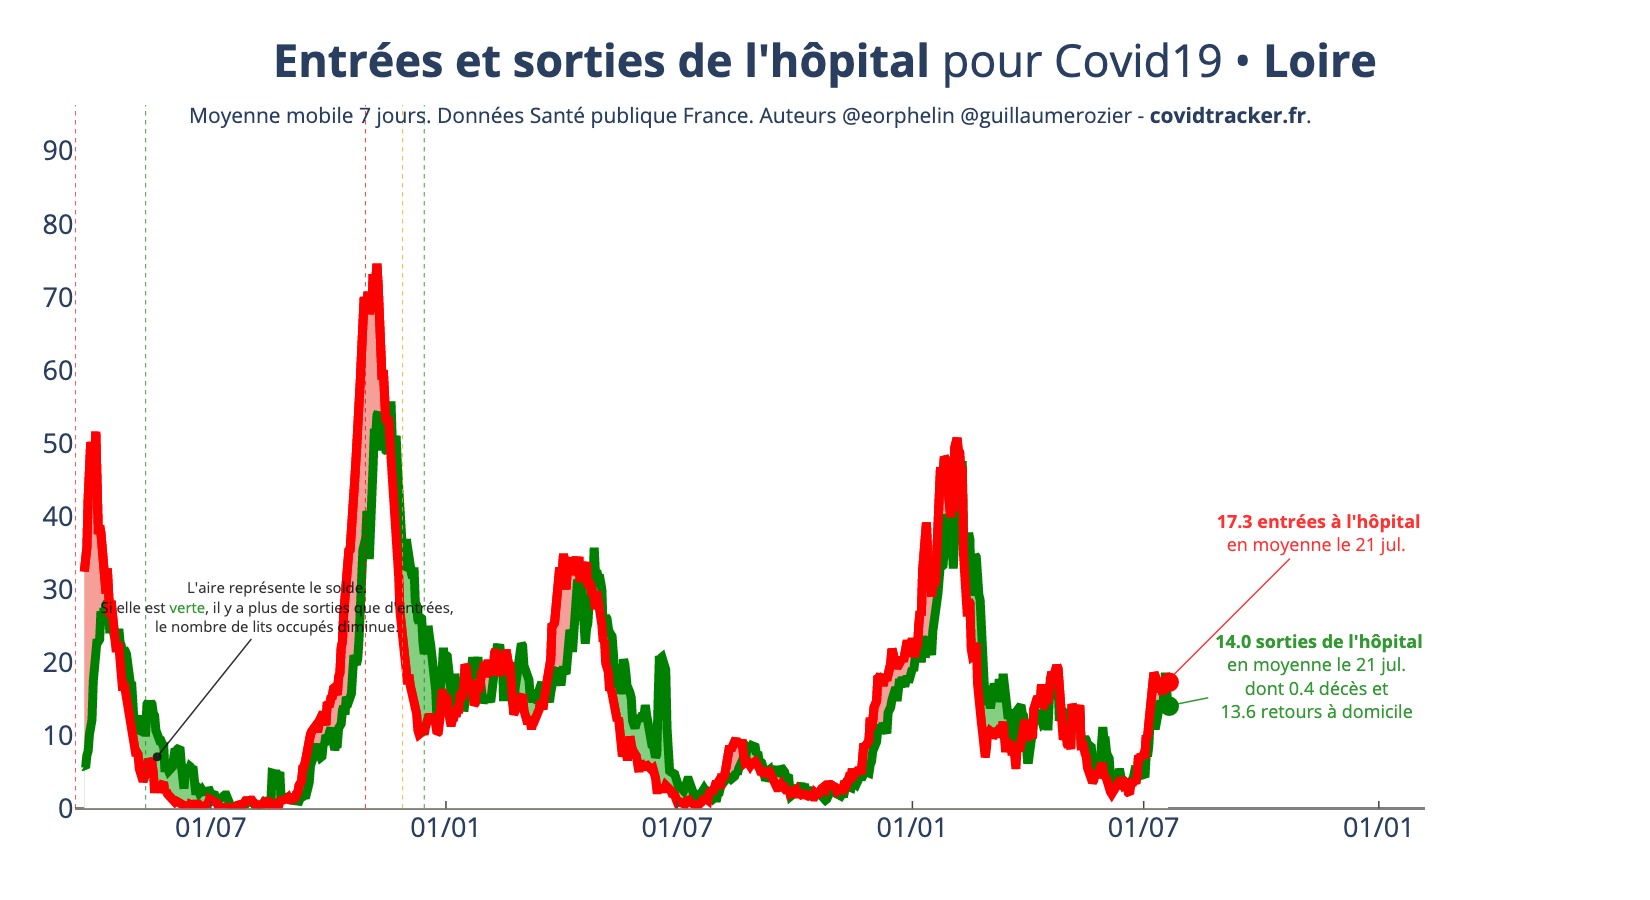 Entrées et sorties de l'hôpital pour Covid19 • Loire
Moyenne mobile 7 jours. Données Santé publique France. Auteurs @eorphelin @guillaumerozier - covidtracker.fr.
90
80
70
60
50
40
30
20
10
0
L'aire représente le solde.
Si elle est verte, il y a plus de sorties que d'entrées,
le nombre de lits occupés diminue.
17.3 entrées à l'hôpital
en moyenne le 21 jul.
14.0 sorties de l'hôpital
en moyenne le 21 jul.
dont 0.4 décès et
13.6 retours à domicile
01/07
01/01
01/07
01/01
01/07
01/01